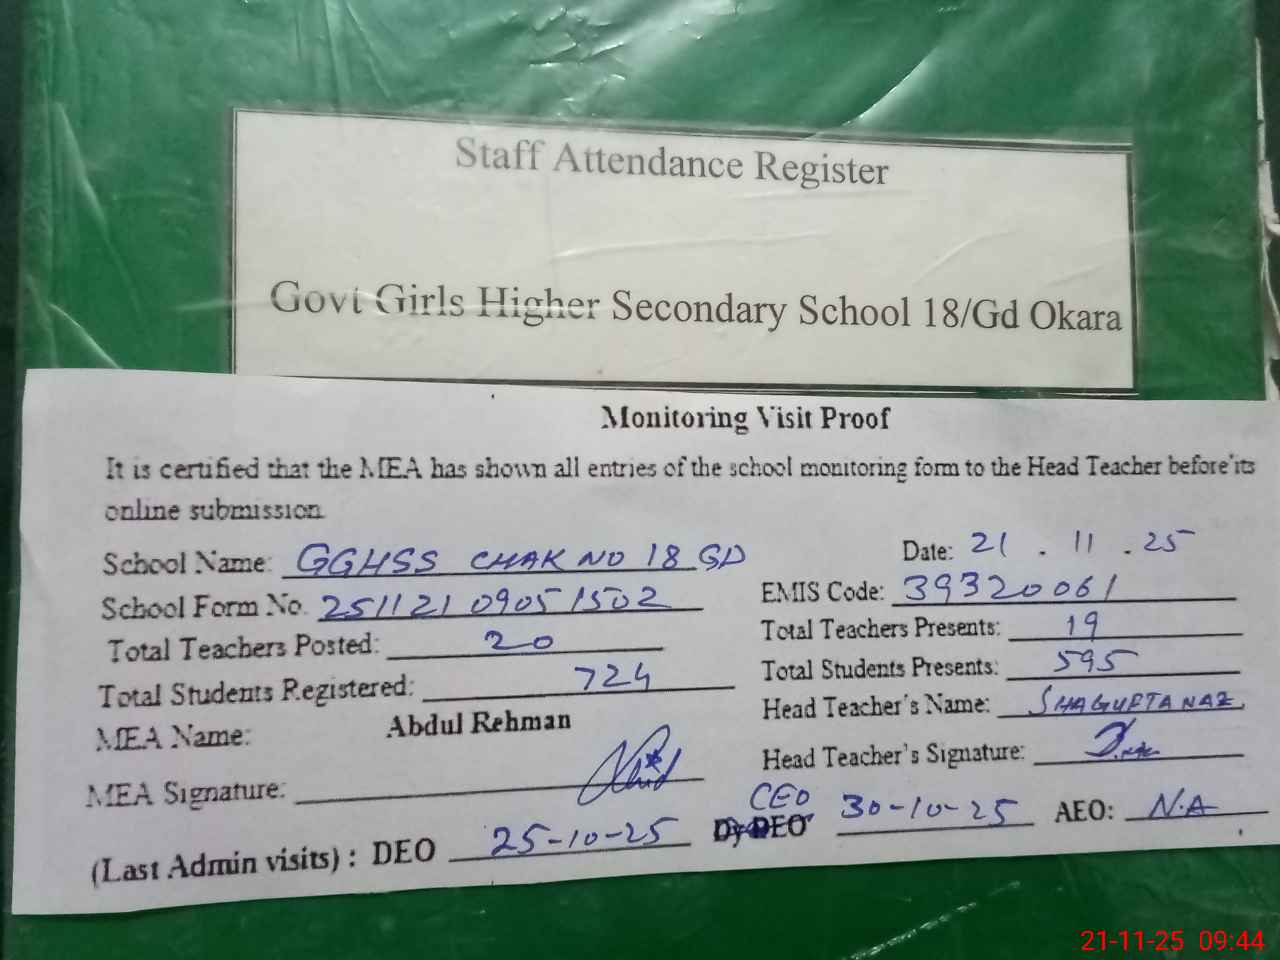 Staff Attendance Register
Govt Girls Higher Secondary School 18/Gd Okara
Monitoring Visit Proof
It is certified that the MEA has shown all entries of the school monitoring form to the Head Teacher before its
online submission.
School Name: GGHSS CHAK NO 18 GD Date: 21 . 11 . 25
School Form No. 251121 09051502 EMIS Code: 39320061
Total Teachers Posted: 20 Total Teachers Presents: 19
Total Students Registered: 724 Total Students Presents: 595
MEA Name: Abdul Rehman Head Teacher's Name: SHAGUFTA NAZ
MEA Signature: Head Teacher's Signature:
(Last Admin visits) : DEO 25-10-25 CEO Dy DEO 30-10-25 AEO: N.A
21-11-25 09:44